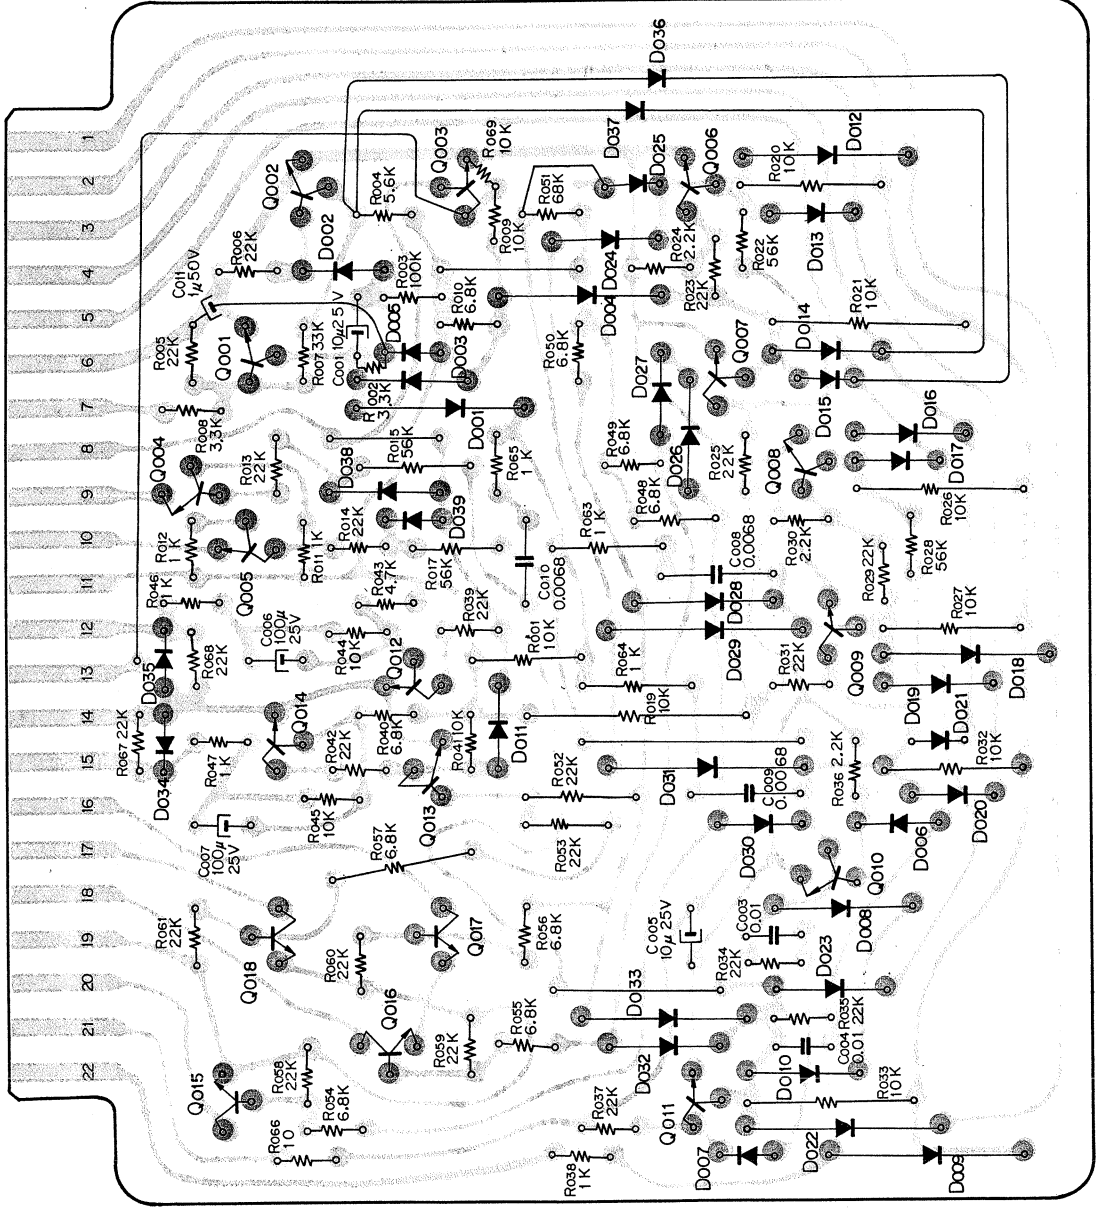 1
2
3
4
5
6
7
8
9
10
11
12
13
14
15
16
17
18
19
20
21
22
D036
D037
D025
Q006
D012
R020
10K
Q003
R069
10K
Q002
R004
5.6K
R051
68K
R009
10K
D002
R006
22K
C011
1µ50V
R003
100K
R010
6.8K
D024
R024
2.2K
R022
56K
D013
R023
22K
D004
R021
10K
D014
R005
22K
Q001
R007 33K
C001 10µ25V
D005
R002
3.3K
D003
R050
6.8K
D027
Q007
R008
3.3K
Q004
R013
22K
D038
R015
56K
D001
R065
1K
R049
6.8K
D026
R025
22K
Q008
D015
D016
D017
R026
10K
R012
1K
Q005
R011 1K
R014
22K
D039
R017
56K
C010
0.0068
R063
1K
R048
6.8K
C008
0.0068
R030
2.2K
R028
56K
R029 22K
R046
1K
R043
4.7K
R039
22K
D028
R027
10K
C006
100µ
25V
R044
10K
Q012
R001
10K
D029
R064
1K
R031
22K
Q009
D018
D035
R068
22K
Q014
R040
6.8K
R019
10K
D011
D019
D021
R067 22K
D034
R047
1K
R042
22K
R041 10K
Q013
R052
22K
D031
C009
0.0068
R036 2.2K
R032
10K
R045
10K
C007
100µ
25V
R057
6.8K
R053
22K
D030
D006
D020
Q010
R061
22K
Q018
R060
22K
Q017
R056
6.8K
C005
10µ 25V
C003
0.01
D008
R034
22K
D023
D033
Q016
R055
6.8K
R059
22K
R035
22K
C004
0.01
D032
D010
R033
10K
Q015
R058
22K
R054
6.8K
R066
10
R037
22K
Q011
R038
1K
D007
D022
D009